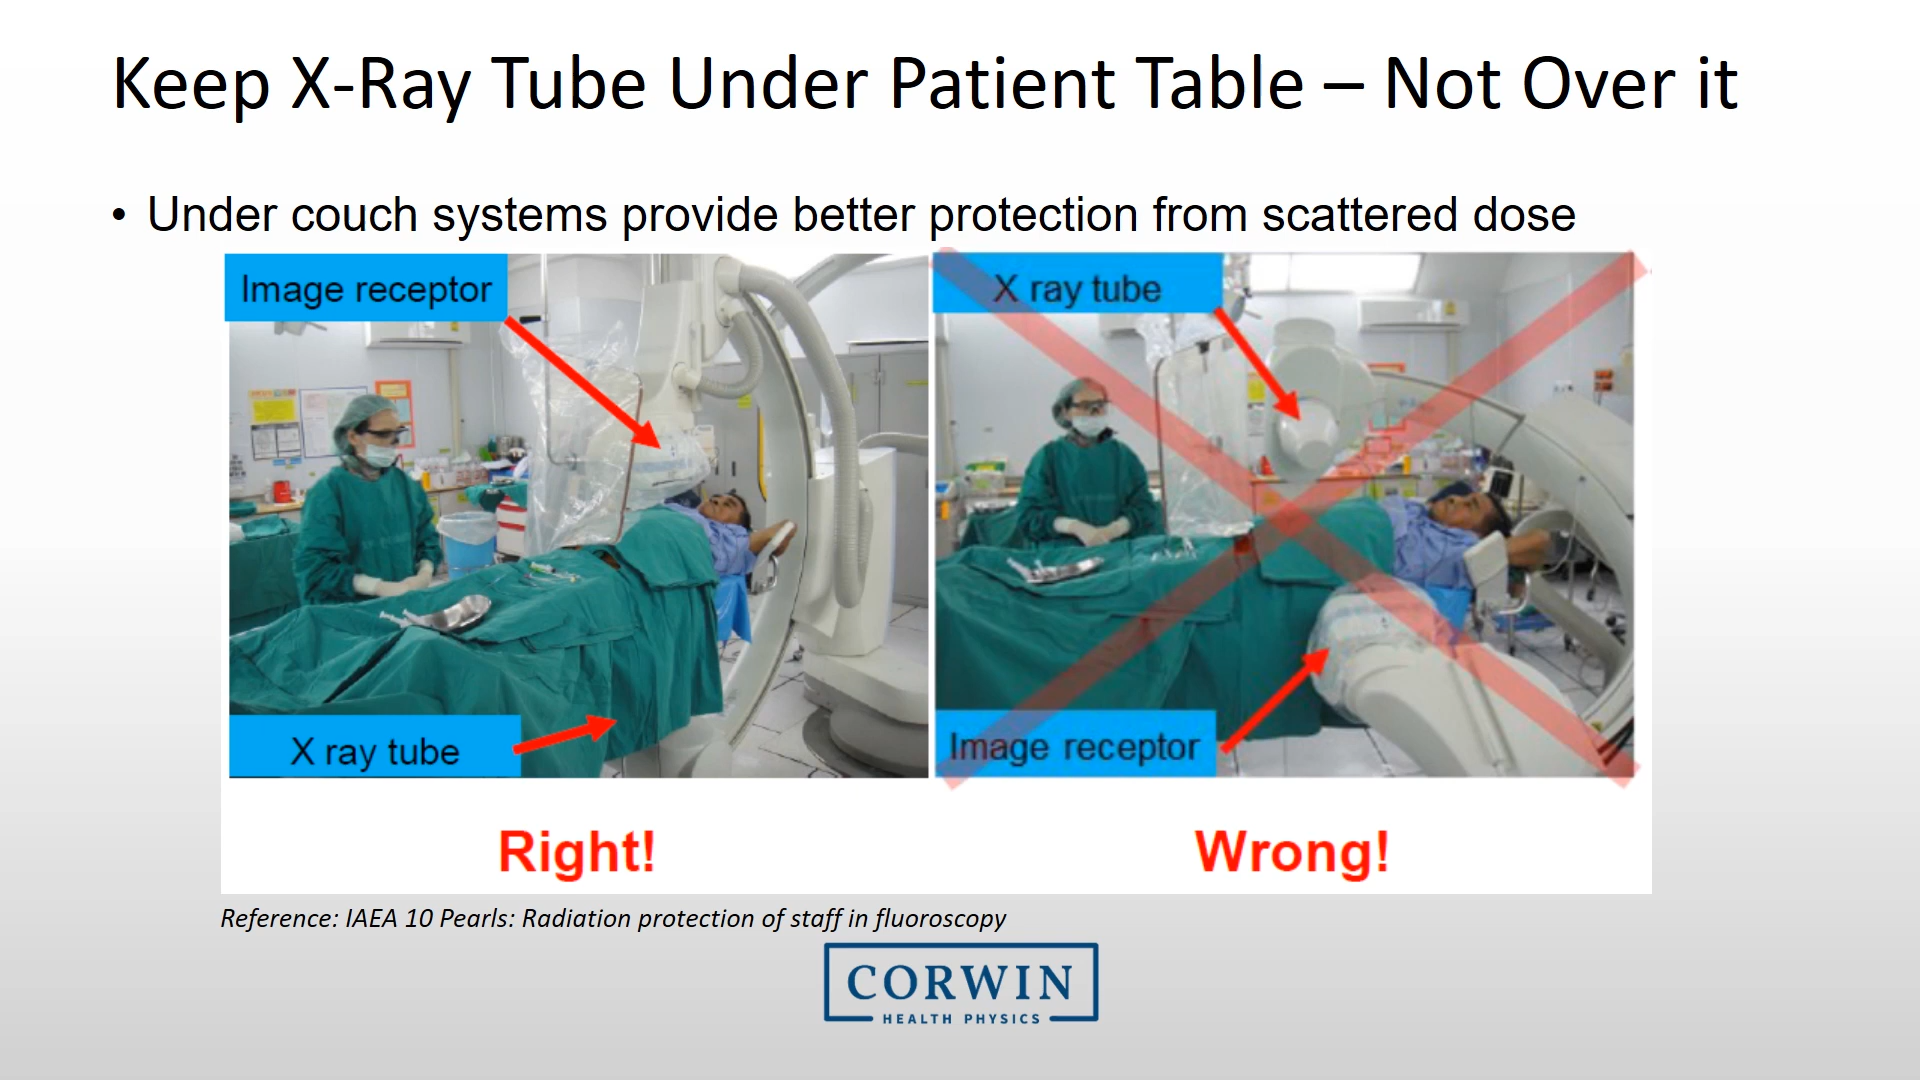 Keep X-Ray Tube Under Patient Table – Not Over it
• Under couch systems provide better protection from scattered dose
Image receptor
X ray tube
X ray tube
Image receptor
Right!
Wrong!
Reference: IAEA 10 Pearls: Radiation protection of staff in fluoroscopy
CORWIN
HEALTH PHYSICS